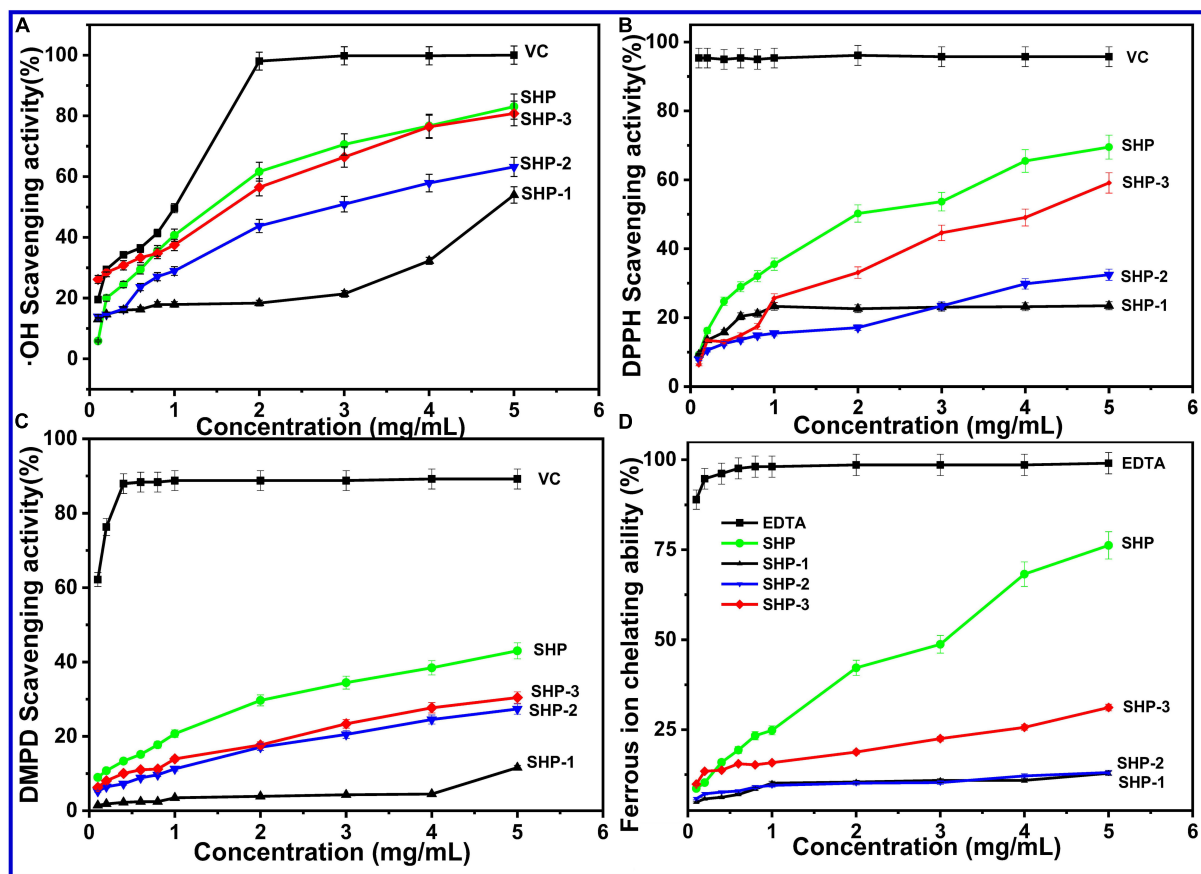 A
·OH Scavenging activity(%)
100
80
60
40
20
0
VC
SHP
SHP-3
SHP-2
SHP-1
0 1 2 3 4 5 6
Concentration (mg/mL)
B
DPPH Scavenging activity(%)
100
80
60
40
20
0
VC
SHP
SHP-3
SHP-2
SHP-1
0 1 2 3 4 5 6
Concentration (mg/mL)
C
DMPD Scavenging activity(%)
100
80
60
40
20
0
VC
SHP
SHP-3
SHP-2
SHP-1
0 1 2 3 4 5 6
Concentration (mg/mL)
D
Ferrous ion chelating ability (%)
100
75
50
25
EDTA
EDTA
SHP
SHP-1
SHP-2
SHP-3
SHP
SHP-3
SHP-2
SHP-1
0 1 2 3 4 5 6
Concentration (mg/mL)